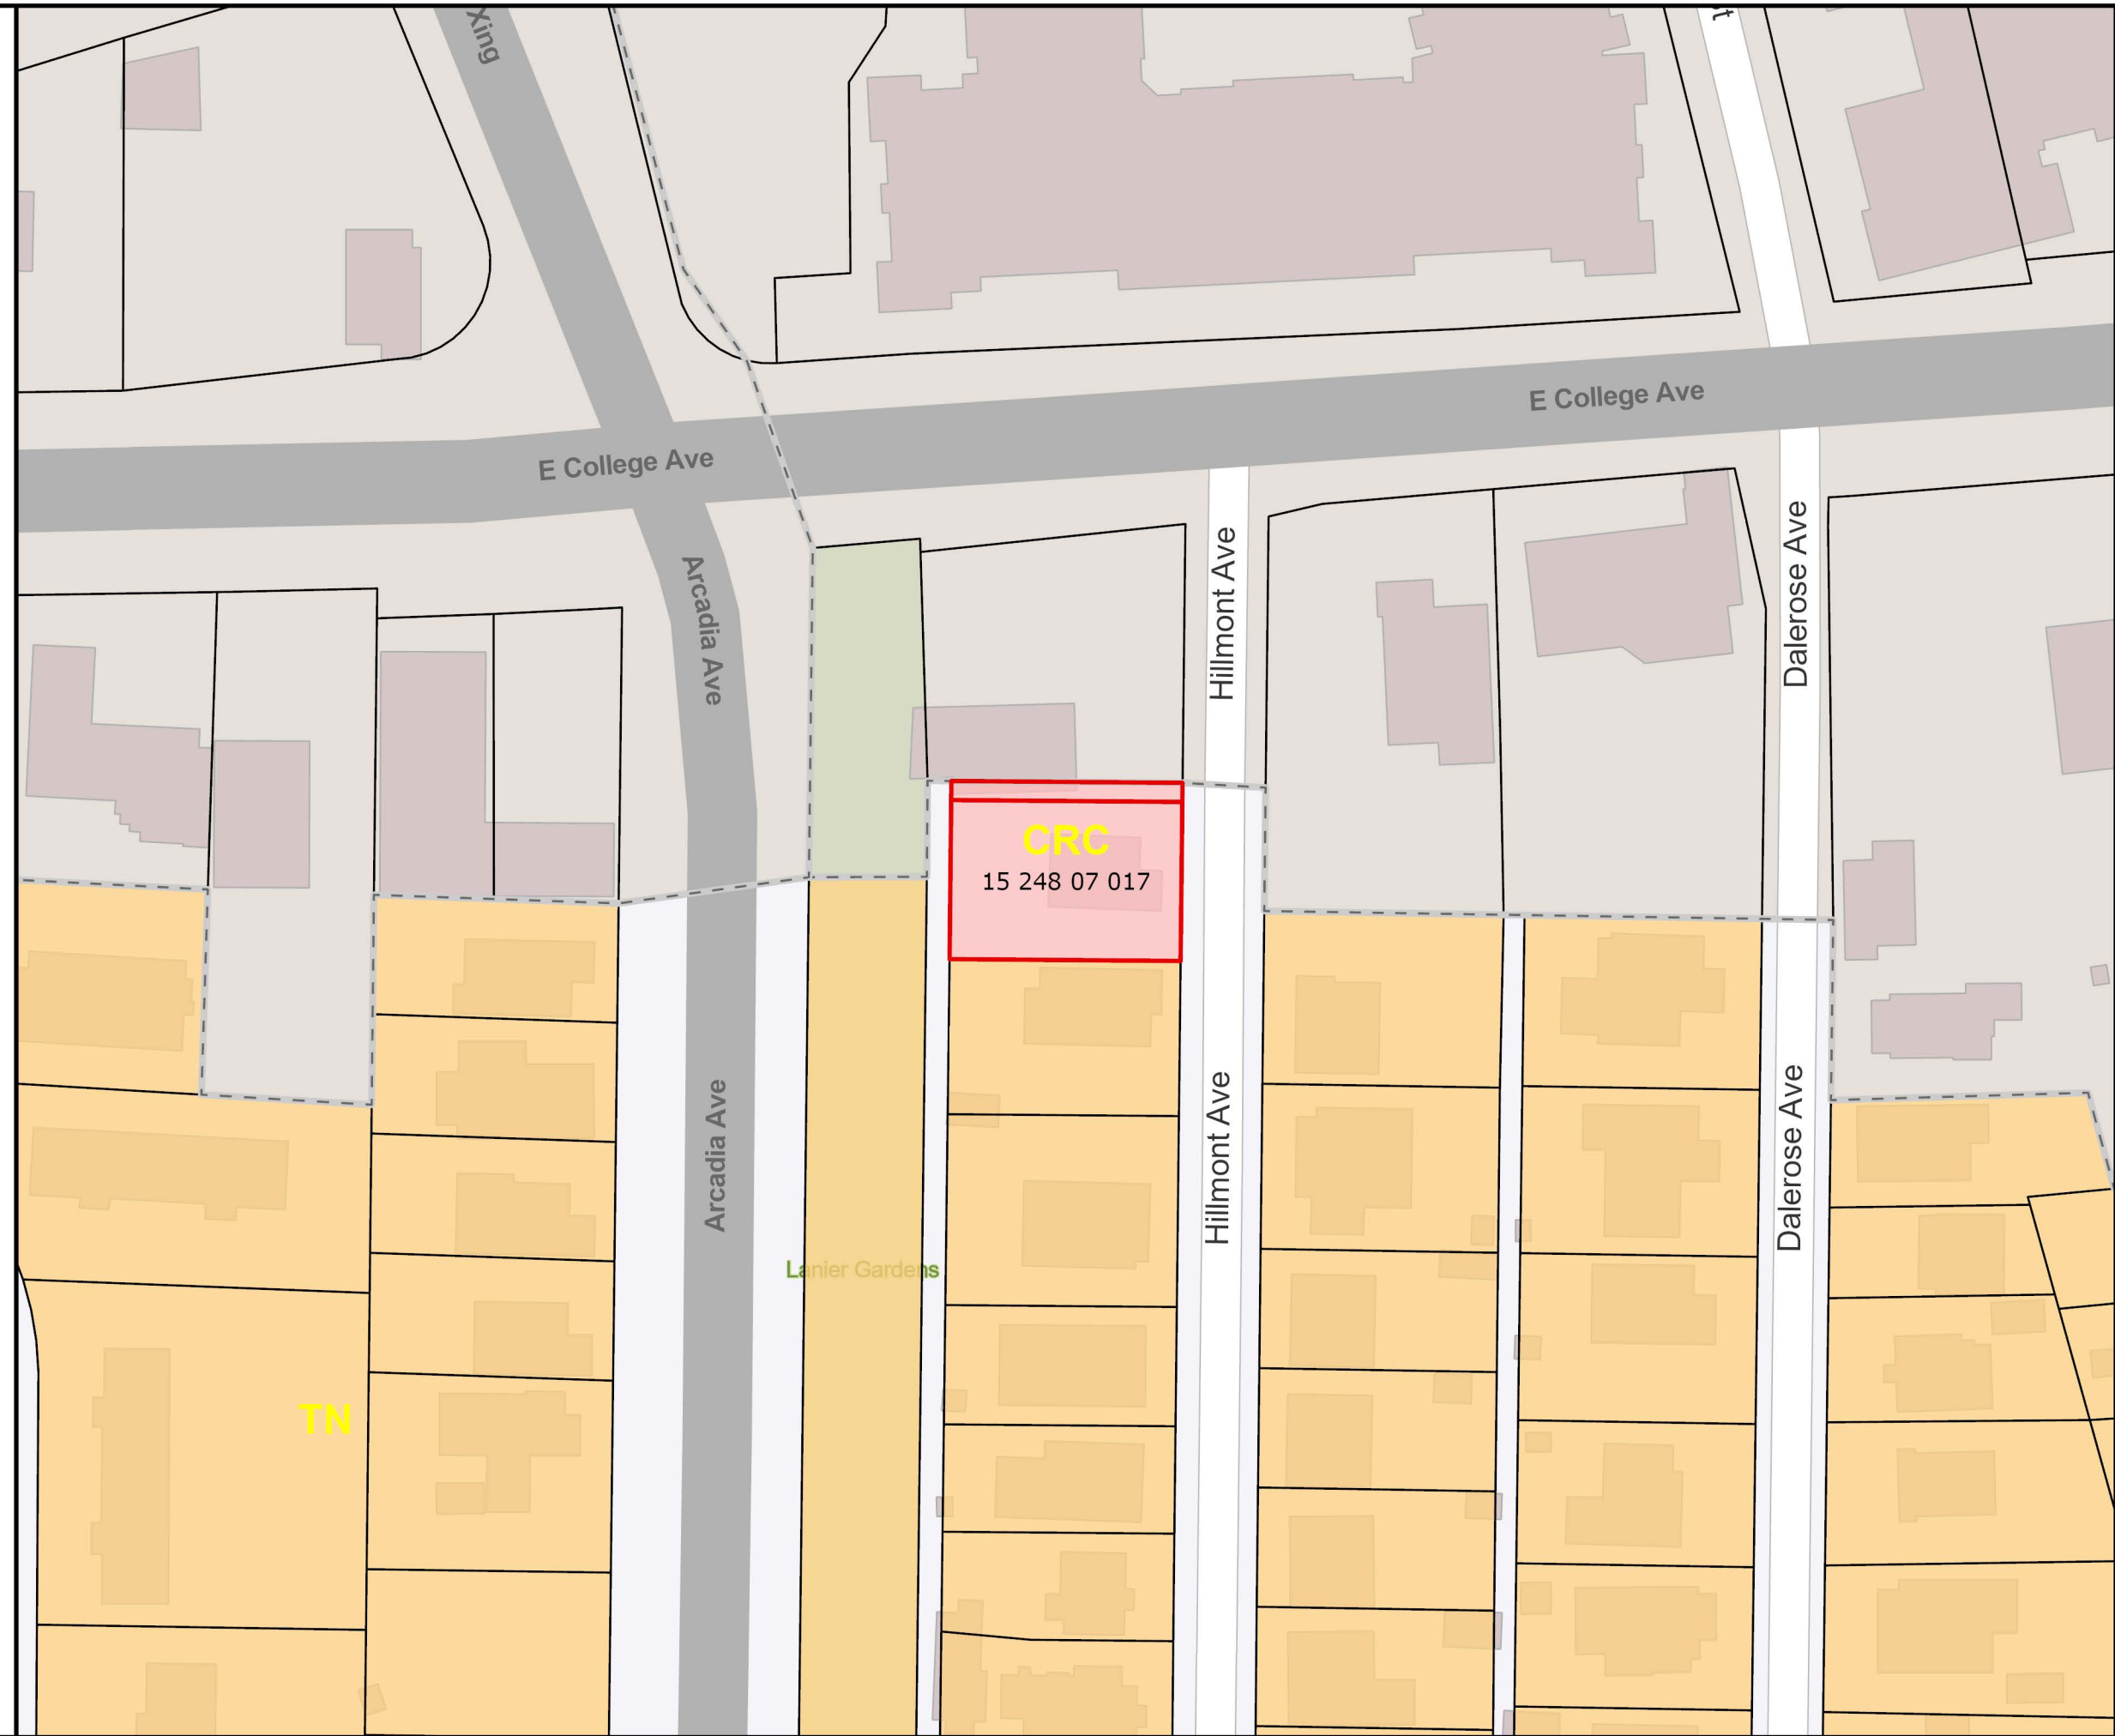 Xing
st
E College Ave
E College Ave
Arcadia Ave
Hillmont Ave
Dalerose Ave
CRC
15 248 07 017
Arcadia Ave
Hillmont Ave
Dalerose Ave
Lanier Gardens
TN